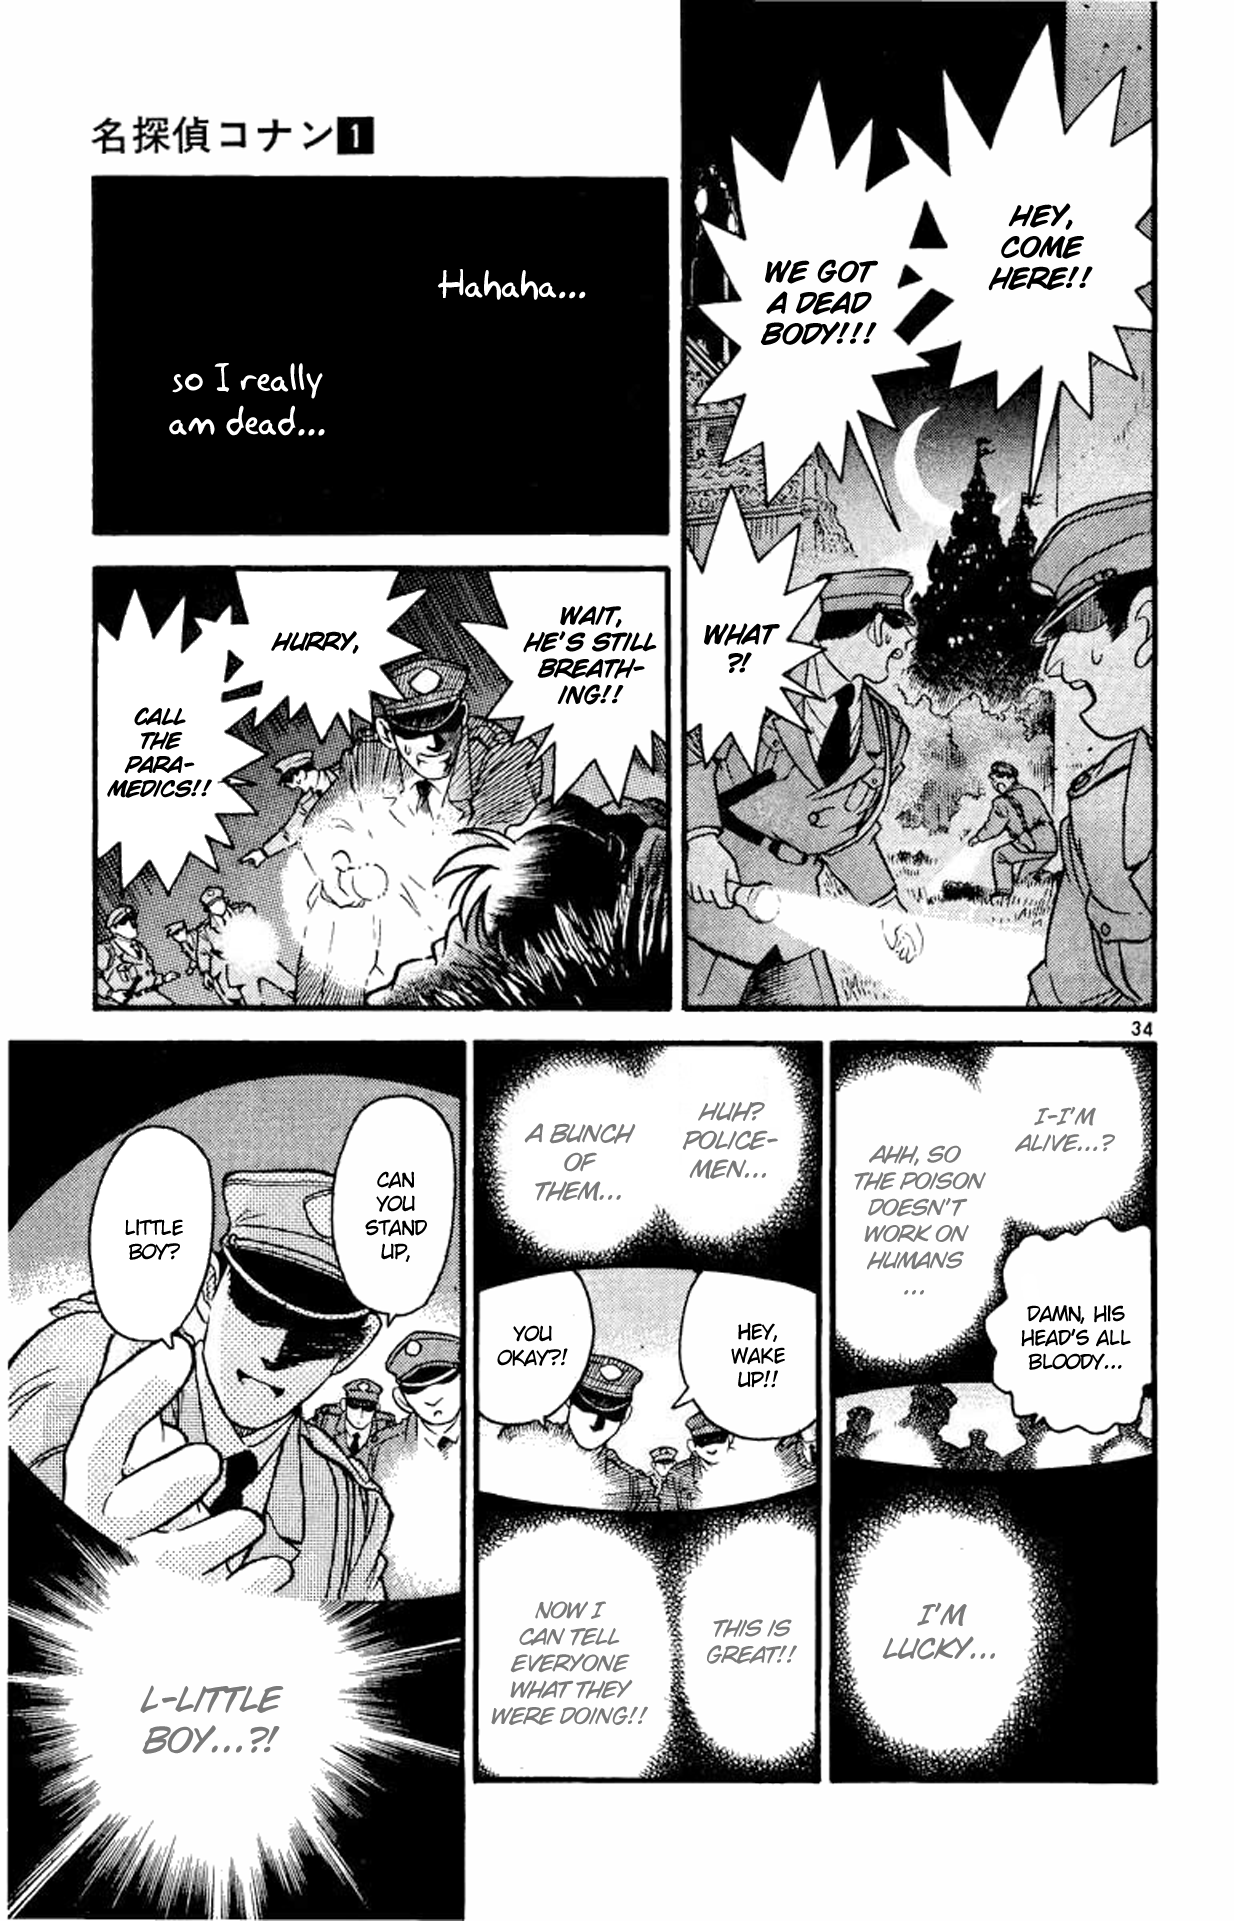 名探偵コナン1
HEY,
COME
HERE!!
WE GOT
A DEAD
BODY!!!
WHAT
?!
Hahaha...
so I really
am dead...
WAIT,
HE'S STILL
BREATH-
ING!!
HURRY,
CALL
THE
PARA-
MEDICS!!
34
I-I'M
ALIVE...?
AHH, SO
THE POISON
DOESN'T
WORK ON
HUMANS
...
DAMN, HIS
HEAD'S ALL
BLOODY...
I'M
LUCKY...
HUH?
POLICE-
MEN...
A BUNCH
OF
THEM...
HEY,
WAKE
UP!!
YOU
OKAY?!
THIS IS
GREAT!!
NOW I
CAN TELL
EVERYONE
WHAT THEY
WERE DOING!!
CAN
YOU
STAND
UP,
LITTLE
BOY?
L-LITTLE
BOY...?!